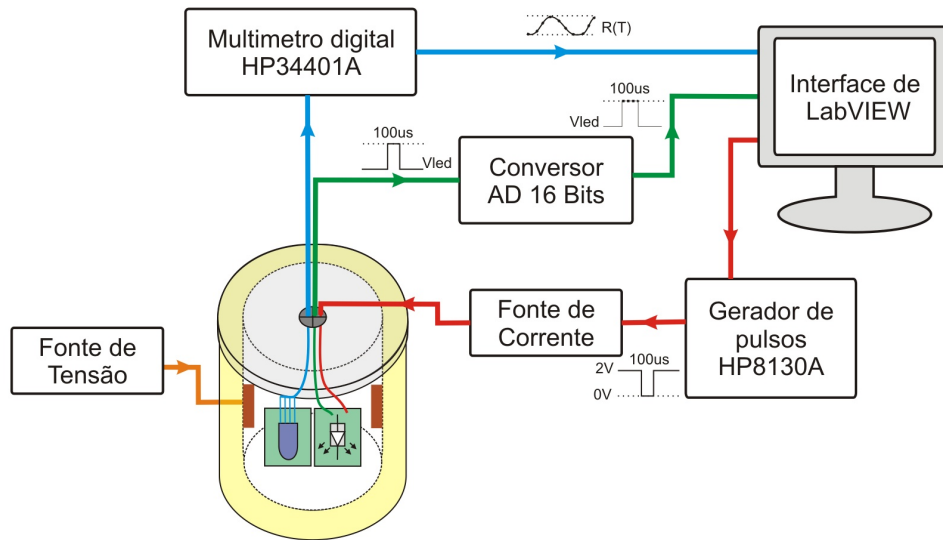 Multimetro digital
HP34401A
R(T)
Interface de
LabVIEW
100us
Vled
100us
Vled
Conversor
AD 16 Bits
Fonte de
Tensão
Fonte de
Corrente
Gerador de
pulsos
HP8130A
100us
2V
0V